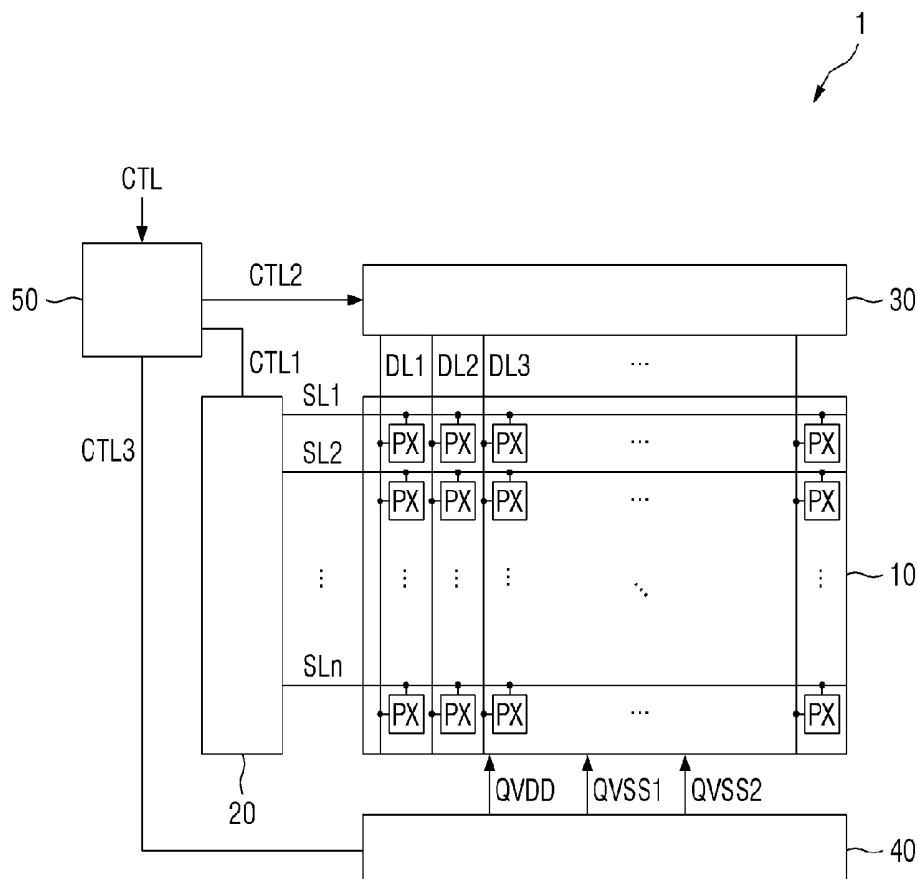 1
CTL
50
CTL2
30
CTL1
DL1 DL2 DL3 ...
SL1
CTL3
PX PX PX ... PX
SL2
PX PX PX ... PX
10
SLn
PX PX PX ... PX
20
QVDD QVSS1 QVSS2
40